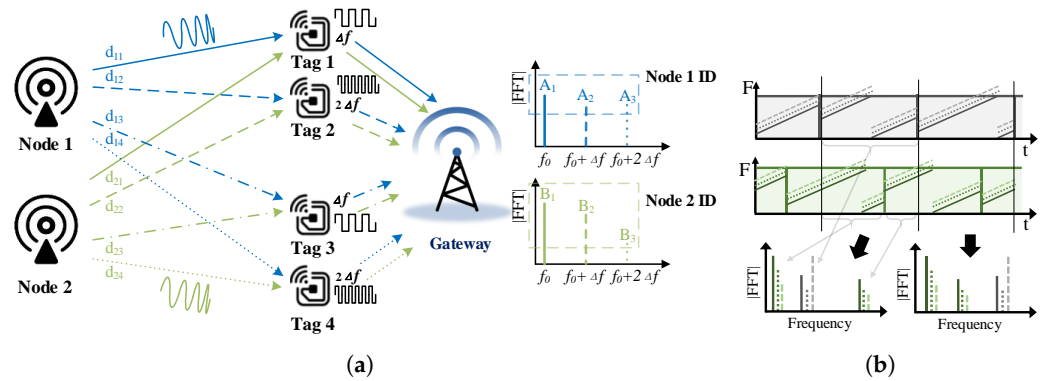 Node 1
Node 2
d11
d12
d13
d14
d21
d22
d23
d24
Δf
Tag 1
2 Δf
Tag 2
Δf
Tag 3
2 Δf
Tag 4
Gateway
|FFT|
A1
A2
A3
Node 1 ID
f0
f0+ Δf
f0+2 Δf
|FFT|
B1
B2
B3
Node 2 ID
f0
f0+ Δf
f0+2 Δf
(a)
F
t
F
t
|FFT|
Frequency
|FFT|
Frequency
(b)